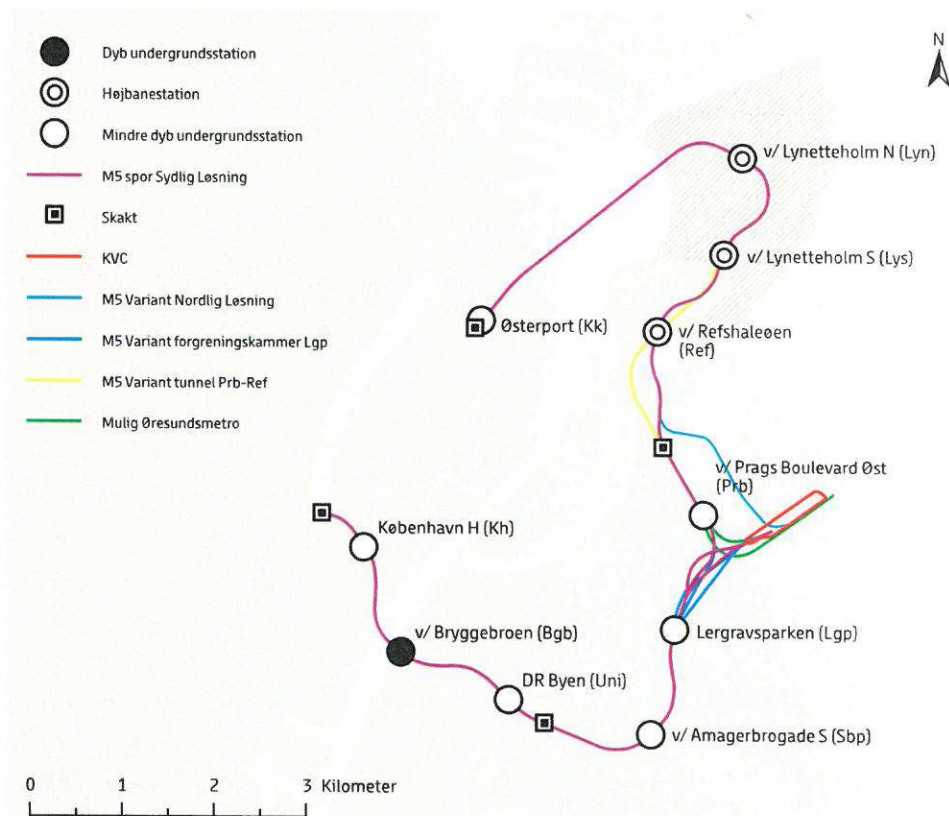 Dyb undergrundsstation
Højbanestation
Mindre dyb undergrundsstation
M5 spor Sydlig Løsning
Skakt
KVC
M5 Variant Nordlig Løsning
M5 Variant forgreningskammer Lgp
M5 Variant tunnel Prb-Ref
Mulig Øresundsmetro
N
v/ Lynetteholm N (Lyn)
v/ Lynetteholm S (Lys)
Østerport (Kk)
v/ Refshaleøen
(Ref)
v/ Prags Boulevard Øst
(Prb)
København H (Kh)
v/ Bryggebroen (Bgb)
Lergravsparken (Lgp)
DR Byen (Uni)
v/ Amagerbrogade S (Sbp)
0 1 2 3 Kilometer